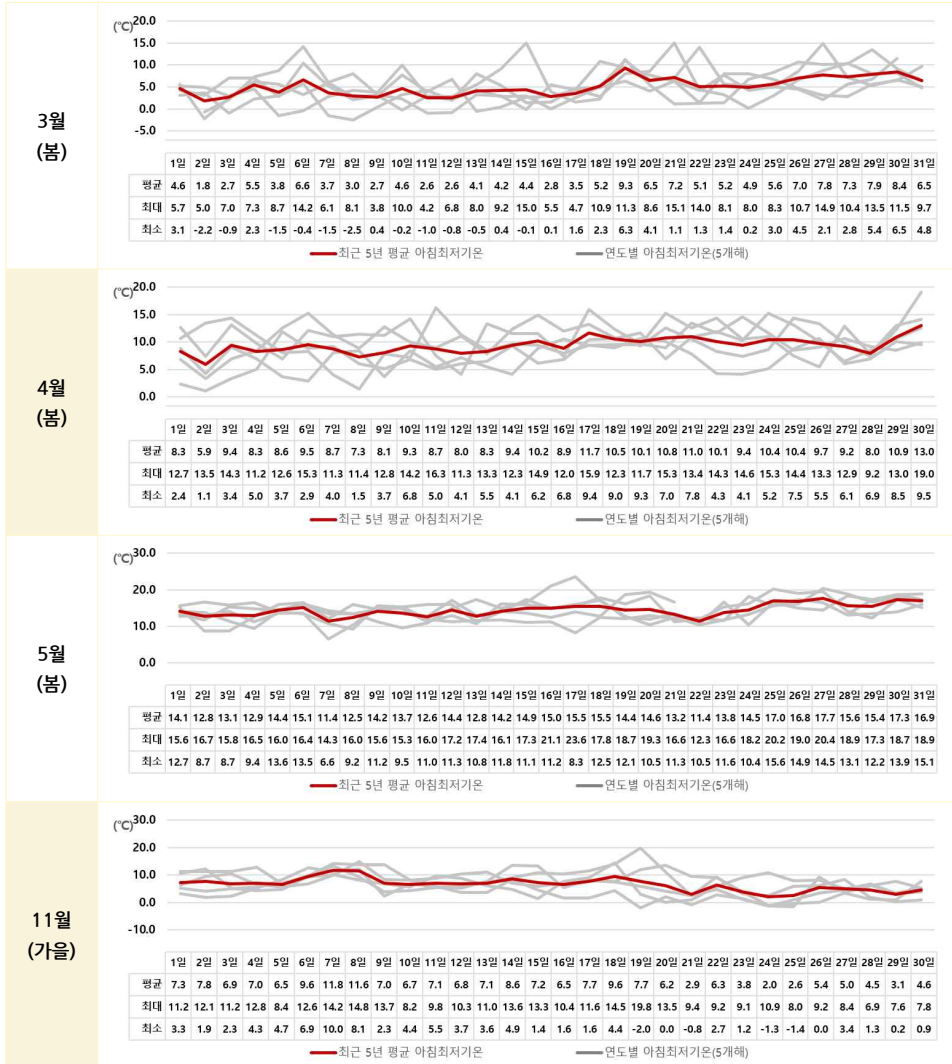 3월
(봄)
(℃)
20.0
15.0
10.0
5.0
0.0
-5.0
1일 2일 3일 4일 5일 6일 7일 8일 9일 10일 11일 12일 13일 14일 15일 16일 17일 18일 19일 20일 21일 22일 23일 24일 25일 26일 27일 28일 29일 30일 31일
평균 4.6 1.8 2.7 5.5 3.8 6.6 3.7 3.0 2.7 4.6 2.6 2.6 4.1 4.2 4.4 2.8 3.5 5.2 9.3 6.5 7.2 5.1 5.2 4.9 5.6 7.0 7.8 7.3 7.9 8.4 6.5
최대 5.7 5.0 7.0 7.3 8.7 14.2 6.1 8.1 3.8 10.0 4.2 6.8 8.0 9.2 15.0 5.5 4.7 10.9 11.3 8.6 15.1 14.0 8.1 8.0 8.3 10.7 14.9 10.4 13.5 11.5 9.7
최소 3.1 -2.2 -0.9 2.3 -1.5 -0.4 -1.5 -2.5 0.4 -0.2 -1.0 -0.8 -0.5 0.4 -0.1 0.1 1.6 2.3 6.3 4.1 1.1 1.3 1.4 0.2 3.0 4.5 2.1 2.8 5.4 6.5 4.8
최근 5년 평균 아침최저기온 연도별 아침최저기온(5개해)
4월
(봄)
(℃)
20.0
15.0
10.0
5.0
0.0
1일 2일 3일 4일 5일 6일 7일 8일 9일 10일 11일 12일 13일 14일 15일 16일 17일 18일 19일 20일 21일 22일 23일 24일 25일 26일 27일 28일 29일 30일
평균 8.3 5.9 9.4 8.3 8.6 9.5 8.7 7.3 8.1 9.3 8.7 8.0 8.3 9.4 10.2 8.9 11.7 10.5 10.1 10.8 11.0 10.1 9.4 10.4 10.4 9.7 9.2 8.0 10.9 13.0
최대 12.7 13.5 14.3 11.2 12.6 15.3 11.3 11.4 12.8 14.2 16.3 11.3 13.3 12.3 14.9 12.0 15.9 12.3 11.7 15.3 13.4 14.3 14.6 15.3 14.4 13.3 12.9 9.2 13.0 19.0
최소 2.4 1.1 3.4 5.0 3.7 2.9 4.0 1.5 3.7 6.8 5.0 4.1 5.5 4.1 6.2 6.8 9.4 9.0 9.3 7.0 7.8 4.3 4.1 5.2 7.5 5.5 6.1 6.9 8.5 9.5
최근 5년 평균 아침최저기온 연도별 아침최저기온(5개해)
5월
(봄)
(℃)
30.0
20.0
10.0
0.0
1일 2일 3일 4일 5일 6일 7일 8일 9일 10일 11일 12일 13일 14일 15일 16일 17일 18일 19일 20일 21일 22일 23일 24일 25일 26일 27일 28일 29일 30일 31일
평균 14.1 12.8 13.1 12.9 14.4 15.1 11.4 12.5 14.2 13.7 12.6 14.4 12.8 14.2 14.9 15.0 15.5 15.5 14.4 14.6 13.2 11.4 13.8 14.5 17.0 16.8 17.7 15.6 15.4 17.3 16.9
최대 15.6 16.7 15.8 16.5 16.0 16.4 14.3 16.0 15.6 15.3 16.0 17.2 17.4 16.1 17.3 21.1 23.6 17.8 18.7 19.3 16.6 12.3 16.6 18.2 20.2 19.0 20.4 18.9 17.3 18.7 18.9
최소 12.7 8.7 8.7 9.4 13.6 13.5 6.6 9.2 11.2 9.5 11.0 11.3 10.8 11.8 11.1 11.2 8.3 12.5 12.1 10.5 11.3 10.5 11.6 10.4 15.6 14.9 14.5 13.1 12.2 13.9 15.1
최근 5년 평균 아침최저기온 연도별 아침최저기온(5개해)
11월
(가을)
(℃)
30.0
20.0
10.0
0.0
-10.0
1일 2일 3일 4일 5일 6일 7일 8일 9일 10일 11일 12일 13일 14일 15일 16일 17일 18일 19일 20일 21일 22일 23일 24일 25일 26일 27일 28일 29일 30일
평균 7.3 7.8 6.9 7.0 6.5 9.6 11.8 11.6 7.0 6.7 7.1 6.8 7.1 8.6 7.2 6.5 7.7 9.6 7.7 6.2 2.9 6.3 3.8 2.0 2.6 5.4 5.0 4.5 3.1 4.6
최대 11.2 12.1 11.2 12.8 8.4 12.6 14.2 14.8 13.7 8.2 9.8 10.3 11.0 13.6 13.3 10.4 11.6 14.5 19.8 13.5 9.4 9.2 9.1 10.9 8.0 9.2 8.4 6.9 7.6 7.8
최소 3.3 1.9 2.3 4.3 4.7 6.9 10.0 8.1 2.3 4.4 5.5 3.7 3.6 4.9 1.4 1.6 1.6 4.4 -2.0 0.0 -0.8 2.7 1.2 -1.3 -1.4 0.0 3.4 1.3 0.2 0.9
최근 5년 평균 아침최저기온 연도별 아침최저기온(5개해)